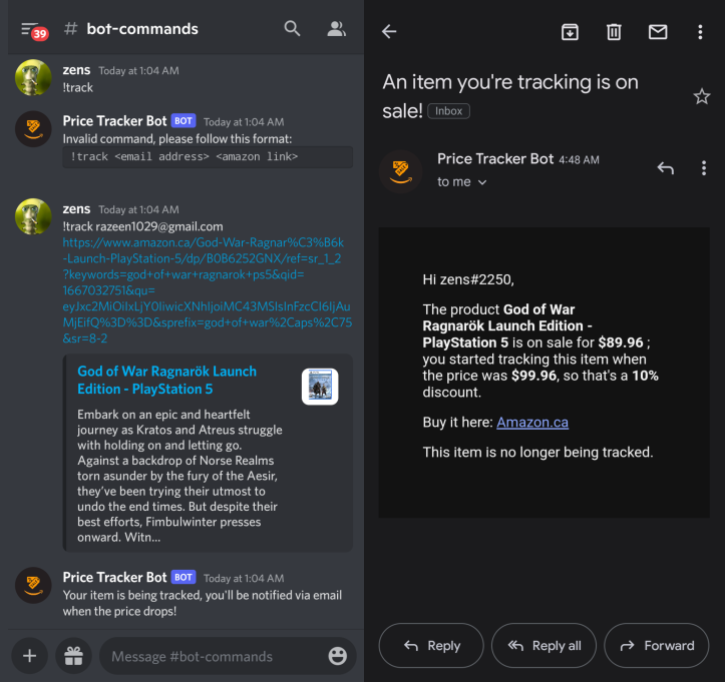 39
# bot-commands
zens Today at 1:04 AM
!track
Price Tracker Bot BOT Today at 1:04 AM
Invalid command, please follow this format:
!track <email address> <amazon link>
zens Today at 1:04 AM
!track razeen1029@gmail.com
https://www.amazon.ca/God-War-Ragnar%C3%B6k
-Launch-PlayStation-5/dp/B0B6252GNX/ref=sr_1_2
?keywords=god+of+war+ragnarok+ps5&qid=
1667032751&qu=
eyJxc2MiOiIxLjY0IiwicXNhIjoiMC43MSIsInFzcCI6IjAu
MjEifQ%3D%3D&sprefix=god+of+war%2Caps%2C75
&sr=8-2
God of War Ragnarök Launch
Edition - PlayStation 5
Embark on an epic and heartfelt
journey as Kratos and Atreus struggle
with holding on and letting go.
Against a backdrop of Norse Realms
torn asunder by the fury of the Aesir,
they've been trying their utmost to
undo the end times. But despite their
best efforts, Fimbulwinter presses
onward. Witn...
Price Tracker Bot BOT Today at 1:04 AM
Your item is being tracked, you'll be notified via email
when the price drops!
Message #bot-commands
An item you're tracking is on
sale! Inbox
Price Tracker Bot 4:48 AM
to me
Hi zens#2250,
The product God of War
Ragnarök Launch Edition -
PlayStation 5 is on sale for $89.96 ;
you started tracking this item when
the price was $99.96, so that's a 10%
discount.
Buy it here: Amazon.ca
This item is no longer being tracked.
Reply
Reply all
Forward